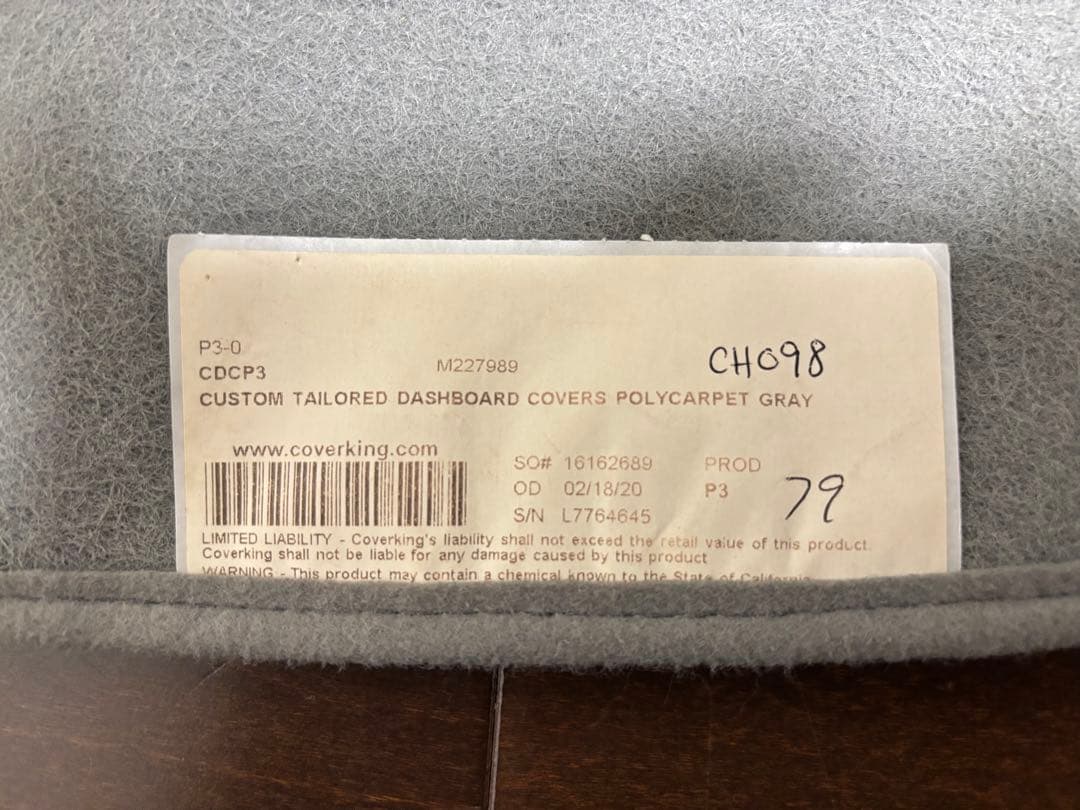 P3-0
CDCP3 M227989 CH098
CUSTOM TAILORED DASHBOARD COVERS POLYCARPET GRAY
www.coverking.com
SO# 16162689 PROD
OD 02/18/20 P3 79
S/N L7764645
LIMITED LIABILITY - Coverking's liability shall not exceed the retail value of this product.
Coverking shall not be liable for any damage caused by this product
WARNING - This product may contain a chemical known to the State of California